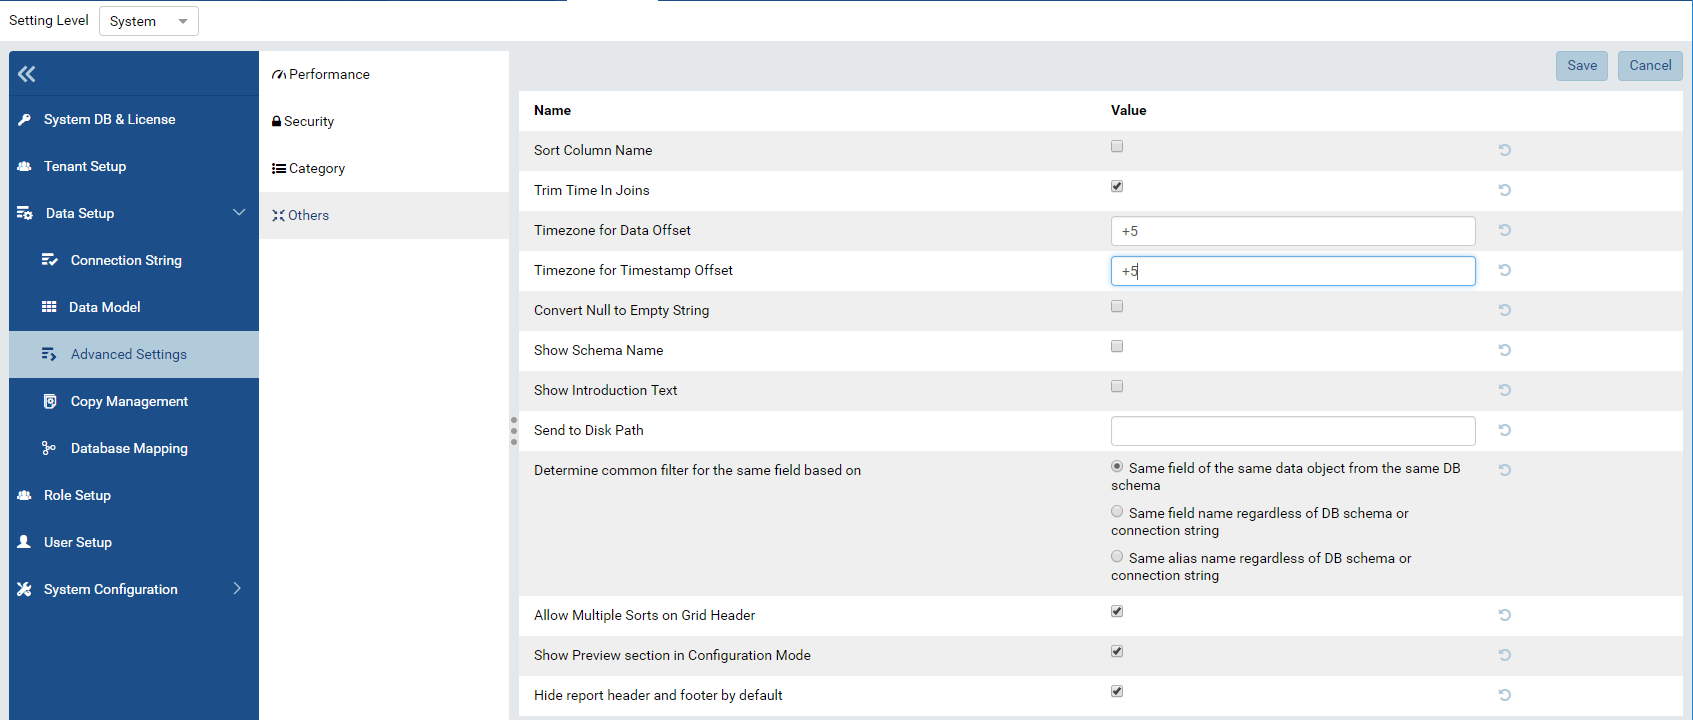 Setting Level System
System DB & License
Tenant Setup
Data Setup
Connection String
Data Model
Advanced Settings
Copy Management
Database Mapping
Role Setup
User Setup
System Configuration
Performance
Security
Category
Others
Save Cancel
Name Value
Sort Column Name
Trim Time In Joins
Timezone for Data Offset +5
Timezone for Timestamp Offset +5
Convert Null to Empty String
Show Schema Name
Show Introduction Text
Send to Disk Path
Determine common filter for the same field based on Same field of the same data object from the same DB
schema
Same field name regardless of DB schema or
connection string
Same alias name regardless of DB schema or
connection string
Allow Multiple Sorts on Grid Header
Show Preview section in Configuration Mode
Hide report header and footer by default